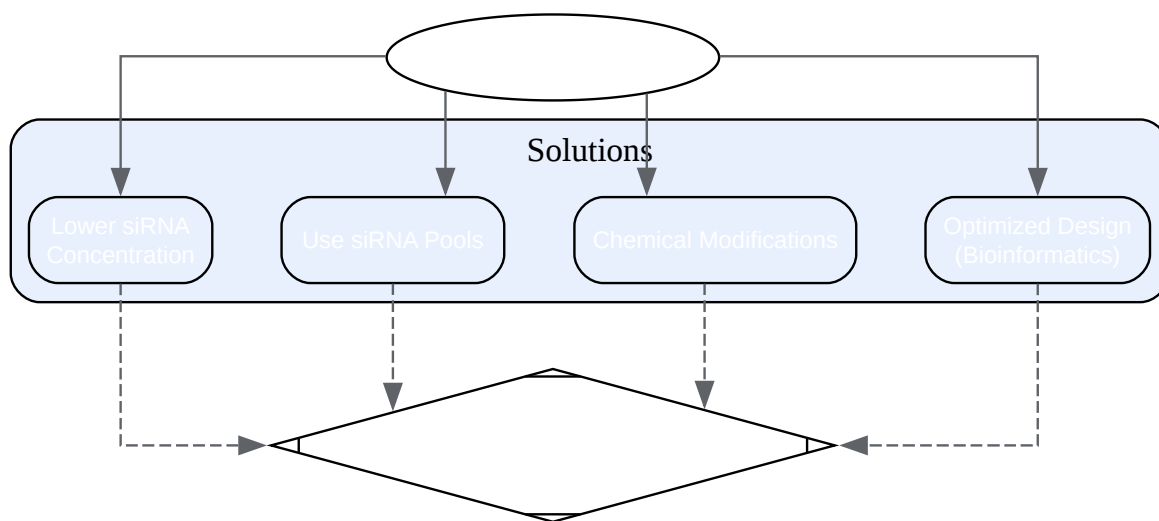 Solutions
Lower siRNA
Concentration
Use siRNA Pools
Chemical Modifications
Optimized Design
(Bioinformatics)